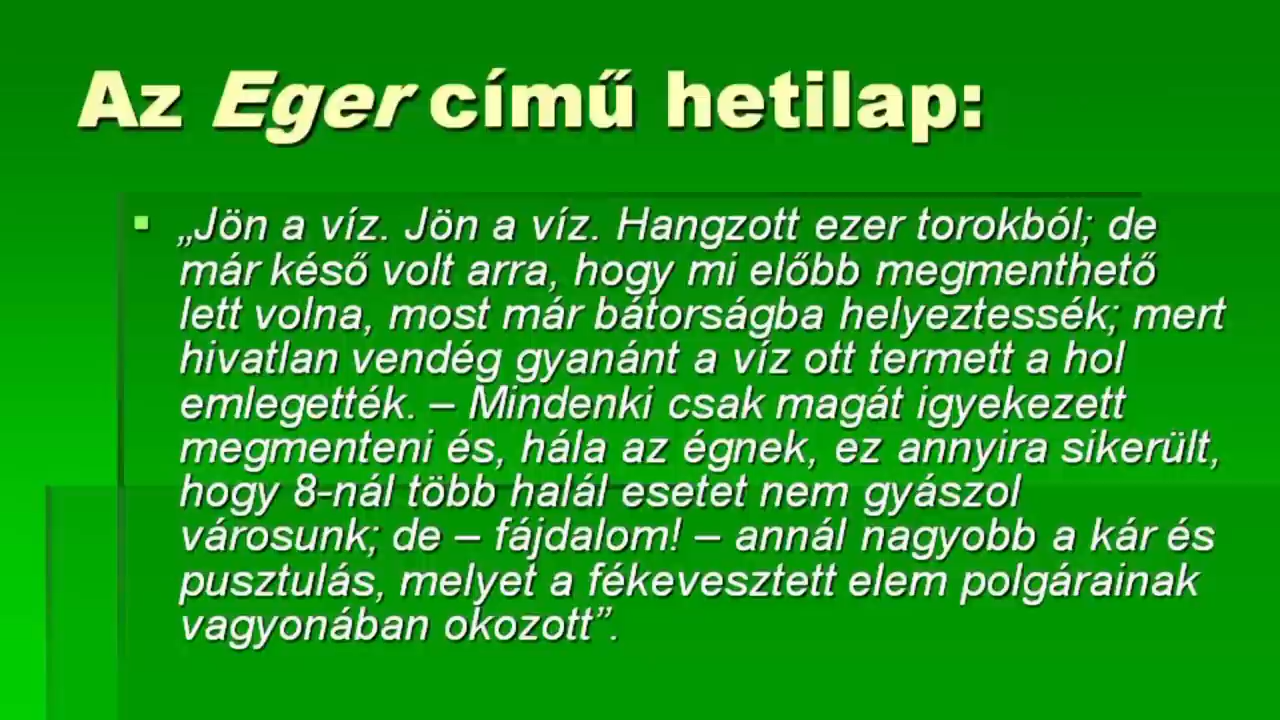 Az Eger című hetilap:
„Jön a víz. Jön a víz. Hangzott ezer torokból; de
már késő volt arra, hogy mi előbb megmenthető
lett volna, most már bátorságba helyeztessék; mert
hivatlan vendég gyanánt a víz ott termett a hol
emlegették. – Mindenki csak magát igyekezett
megmenteni és, hála az égnek, ez annyira sikerült,
hogy 8-nál több halál esetet nem gyászol
városunk; de – fájdalom! – annál nagyobb a kár és
pusztulás, melyet a fékevesztett elem polgárainak
vagyonában okozott”.